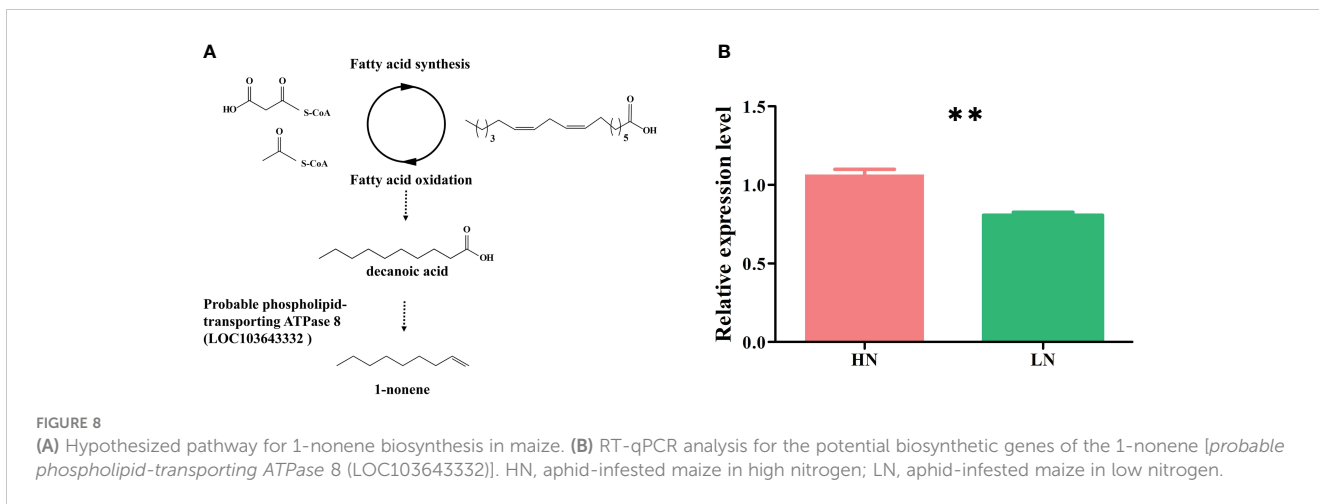 A
Fatty acid synthesis
O
O
HO
S-CoA
O
S-CoA
O
OH
3
5
Fatty acid oxidation
O
OH
decanoic acid
Probable phospholipid-
transporting ATPase 8
(LOC103643332 )
1-nonene
B
Relative expression level
1.5
1.0
0.5
0.0
**
HN
LN
FIGURE 8
(A) Hypothesized pathway for 1-nonene biosynthesis in maize. (B) RT-qPCR analysis for the potential biosynthetic genes of the 1-nonene [probable
phospholipid-transporting ATPase 8 (LOC103643332)]. HN, aphid-infested maize in high nitrogen; LN, aphid-infested maize in low nitrogen.